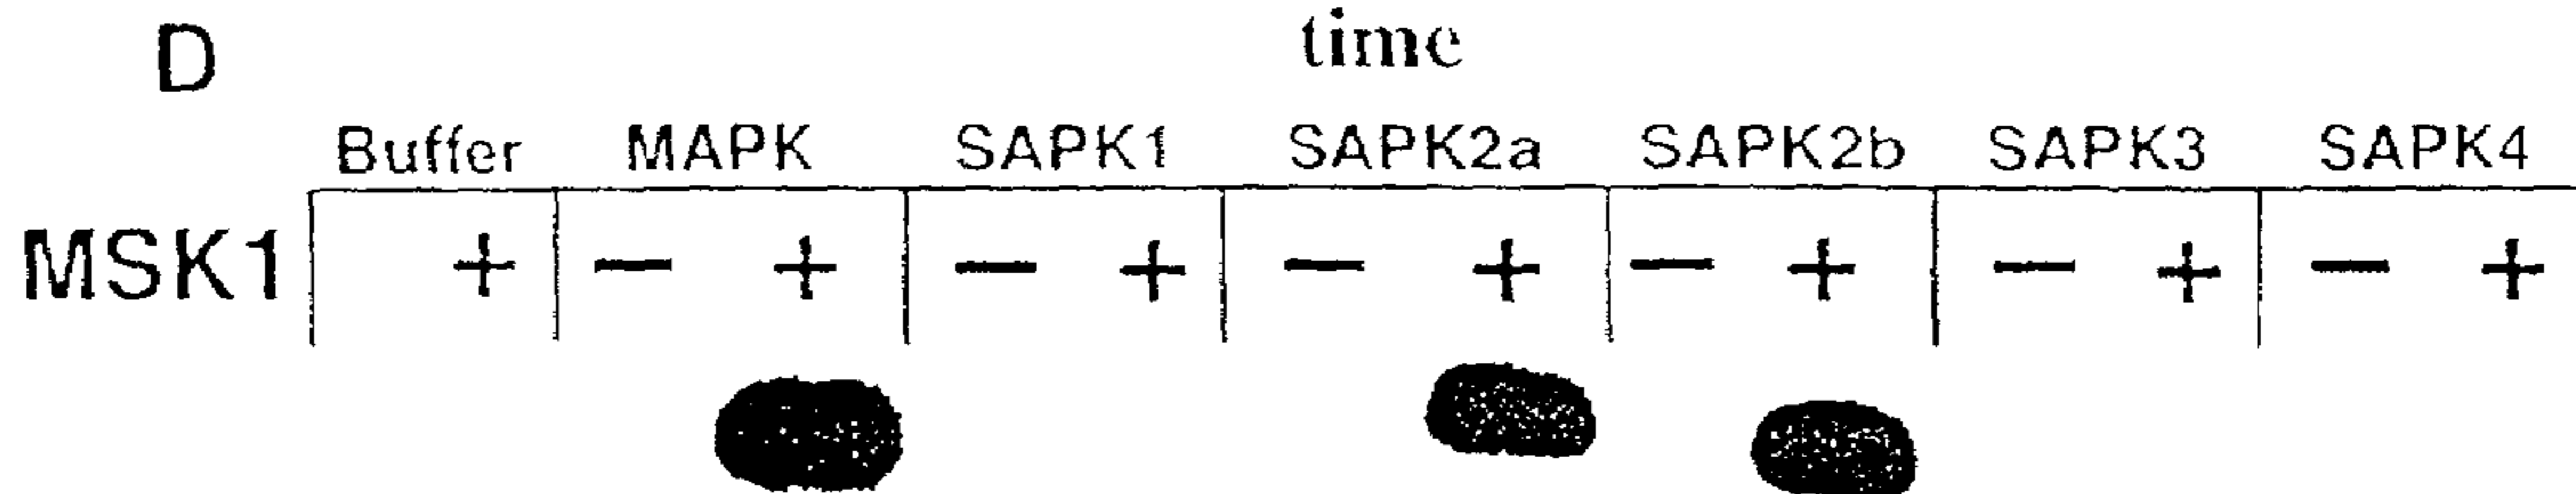 D
time
Buffer MAPK SAPK1 SAPK2a SAPK2b SAPK3 SAPK4
MSK1 + − + − + − + − + − + − +